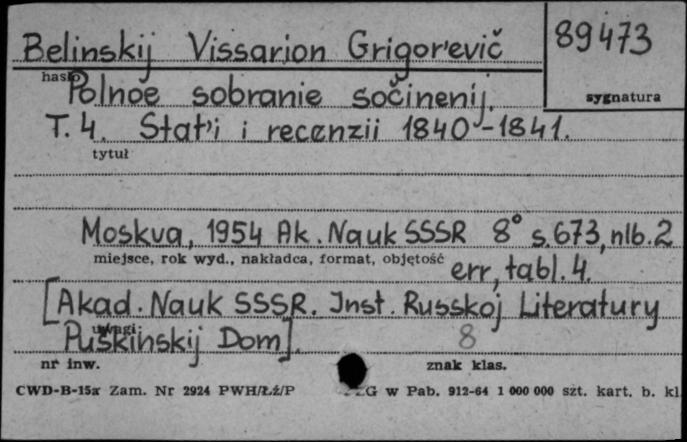 Belinskij Vissarion Grigor'evič
89473
hasło
sygnatura
Polnoe sobranie sočinenij.
T. 4. Stat'i i recenzii 1840-1841.
tytuł
Moskva, 1954 Ak. Nauk SSSR 8° s. 673, nlb. 2
miejsce, rok wyd., nakładca, format, objętość
err, tabl. 4.
[Akad. Nauk SSSR. Inst. Russkoj Literatury
uwagi
Puškinskij Dom].
8
nr inw.
znak klas.
CWD-B-15a Zam. Nr 2924 PWH/Łź/P
G w Pab. 912-64 1 000 000 szt. kart. b. kl